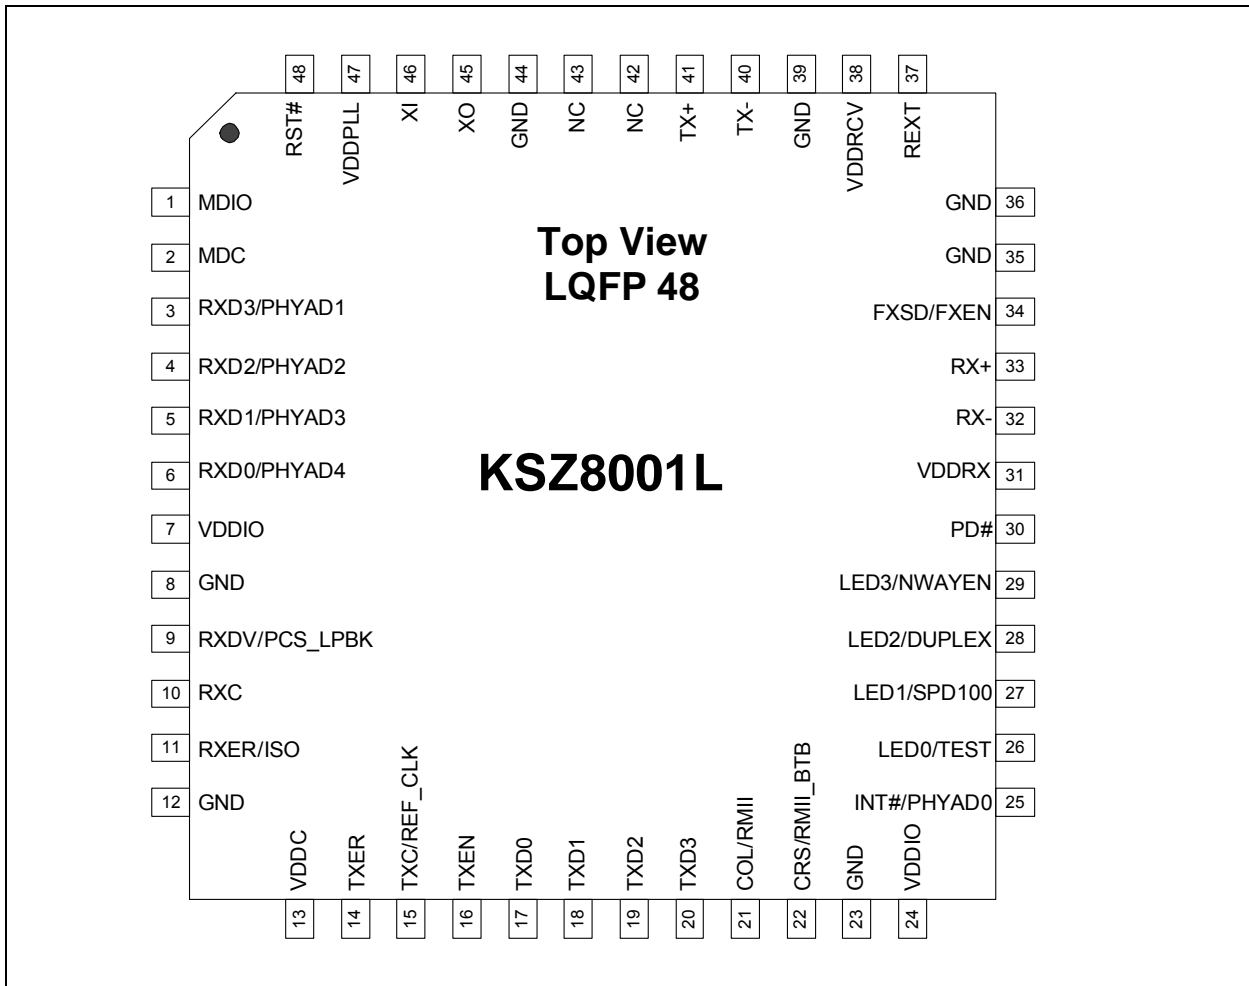 48 47 46 45 44 43 42 41 40 39 38 37
RST# VDDPLL XI XO GND NC NC TX+ TX- GND VDDRCV REXT
1 MDIO
2 MDC
3 RXD3/PHYAD1
4 RXD2/PHYAD2
5 RXD1/PHYAD3
6 RXD0/PHYAD4
7 VDDIO
8 GND
9 RXDV/PCS_LPBK
10 RXC
11 RXER/ISO
12 GND
Top View
LQFP 48
KSZ8001L
GND 36
GND 35
FXSD/FXEN 34
RX+ 33
RX- 32
VDDRX 31
PD# 30
LED3/NWAYEN 29
LED2/DUPLEX 28
LED1/SPD100 27
LED0/TEST 26
INT#/PHYAD0 25
VDDC TXER TXC/REF_CLK TXEN TXD0 TXD1 TXD2 TXD3 COL/RMII CRS/RMII_BTB GND VDDIO
13 14 15 16 17 18 19 20 21 22 23 24